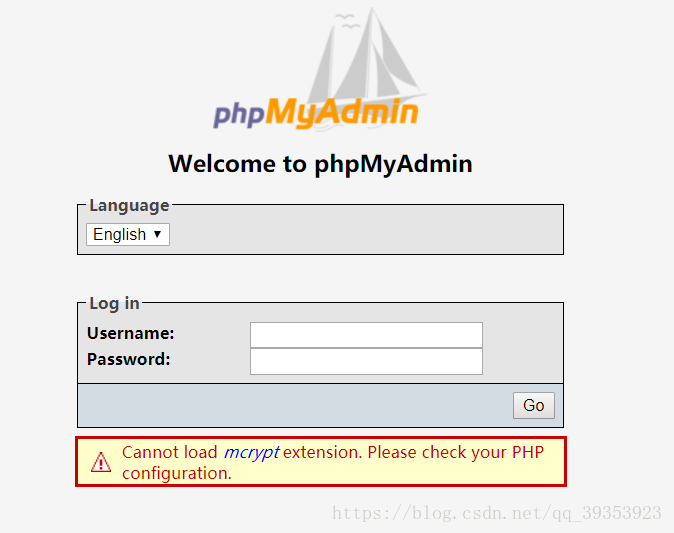 phpMyAdmin
Welcome to phpMyAdmin
Language
English
Log in
Username:
Password:
Go
Cannot load mcrypt extension. Please check your PHP
configuration.
https://blog.csdn.net/qq_39353923